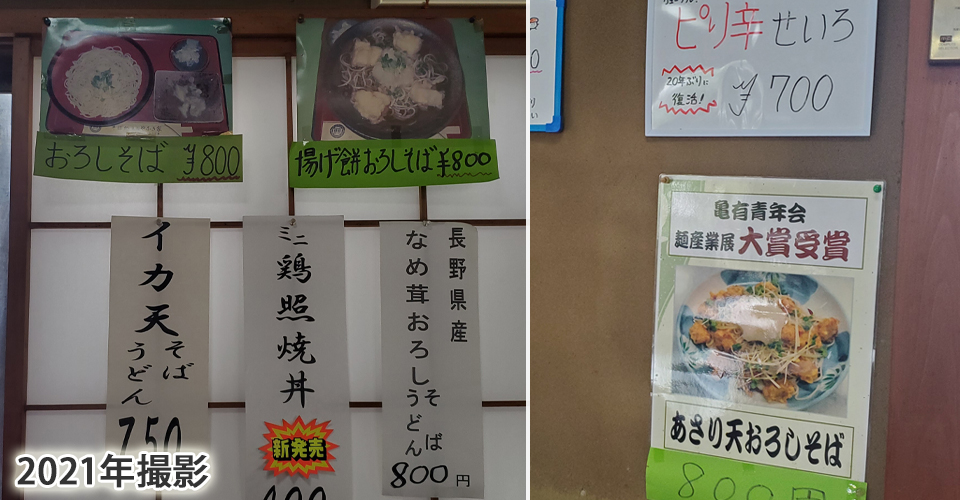 おろしそば ¥800
揚げ餅おろしそば¥800
イカ天 そば うどん
750
ミニ鶏照焼丼
新発売
長野県産
なめ茸おろし そば うどん
800円
2021年撮影
ピリ辛せいろ
20年ぶりに
復活!
¥700
亀有青年会
麺産業展 大賞受賞
あさり天おろしそば
800円